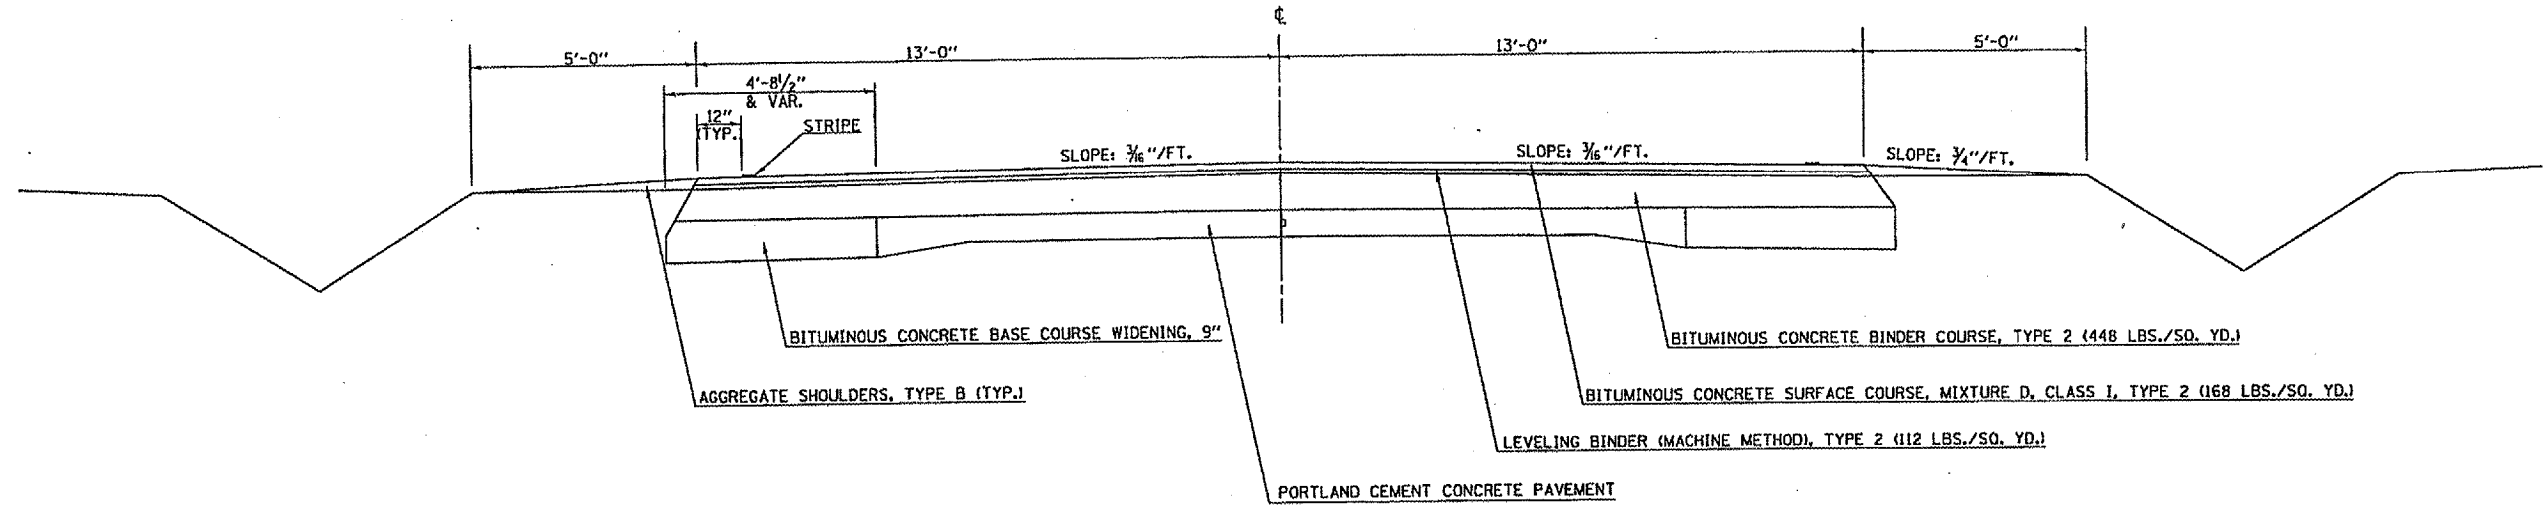 ℄
5'-0" 13'-0" 13'-0" 5'-0"
4'-8½"
& VAR.
12"
(TYP.)
STRIPE
SLOPE: 3/16"/FT. SLOPE: 3/16"/FT. SLOPE: ¾"/FT.
BITUMINOUS CONCRETE BASE COURSE WIDENING, 9"
BITUMINOUS CONCRETE BINDER COURSE, TYPE 2 (448 LBS./SQ. YD.)
AGGREGATE SHOULDERS, TYPE B (TYP.)
BITUMINOUS CONCRETE SURFACE COURSE, MIXTURE D, CLASS I, TYPE 2 (168 LBS./SQ. YD.)
LEVELING BINDER (MACHINE METHOD), TYPE 2 (112 LBS./SQ. YD.)
PORTLAND CEMENT CONCRETE PAVEMENT